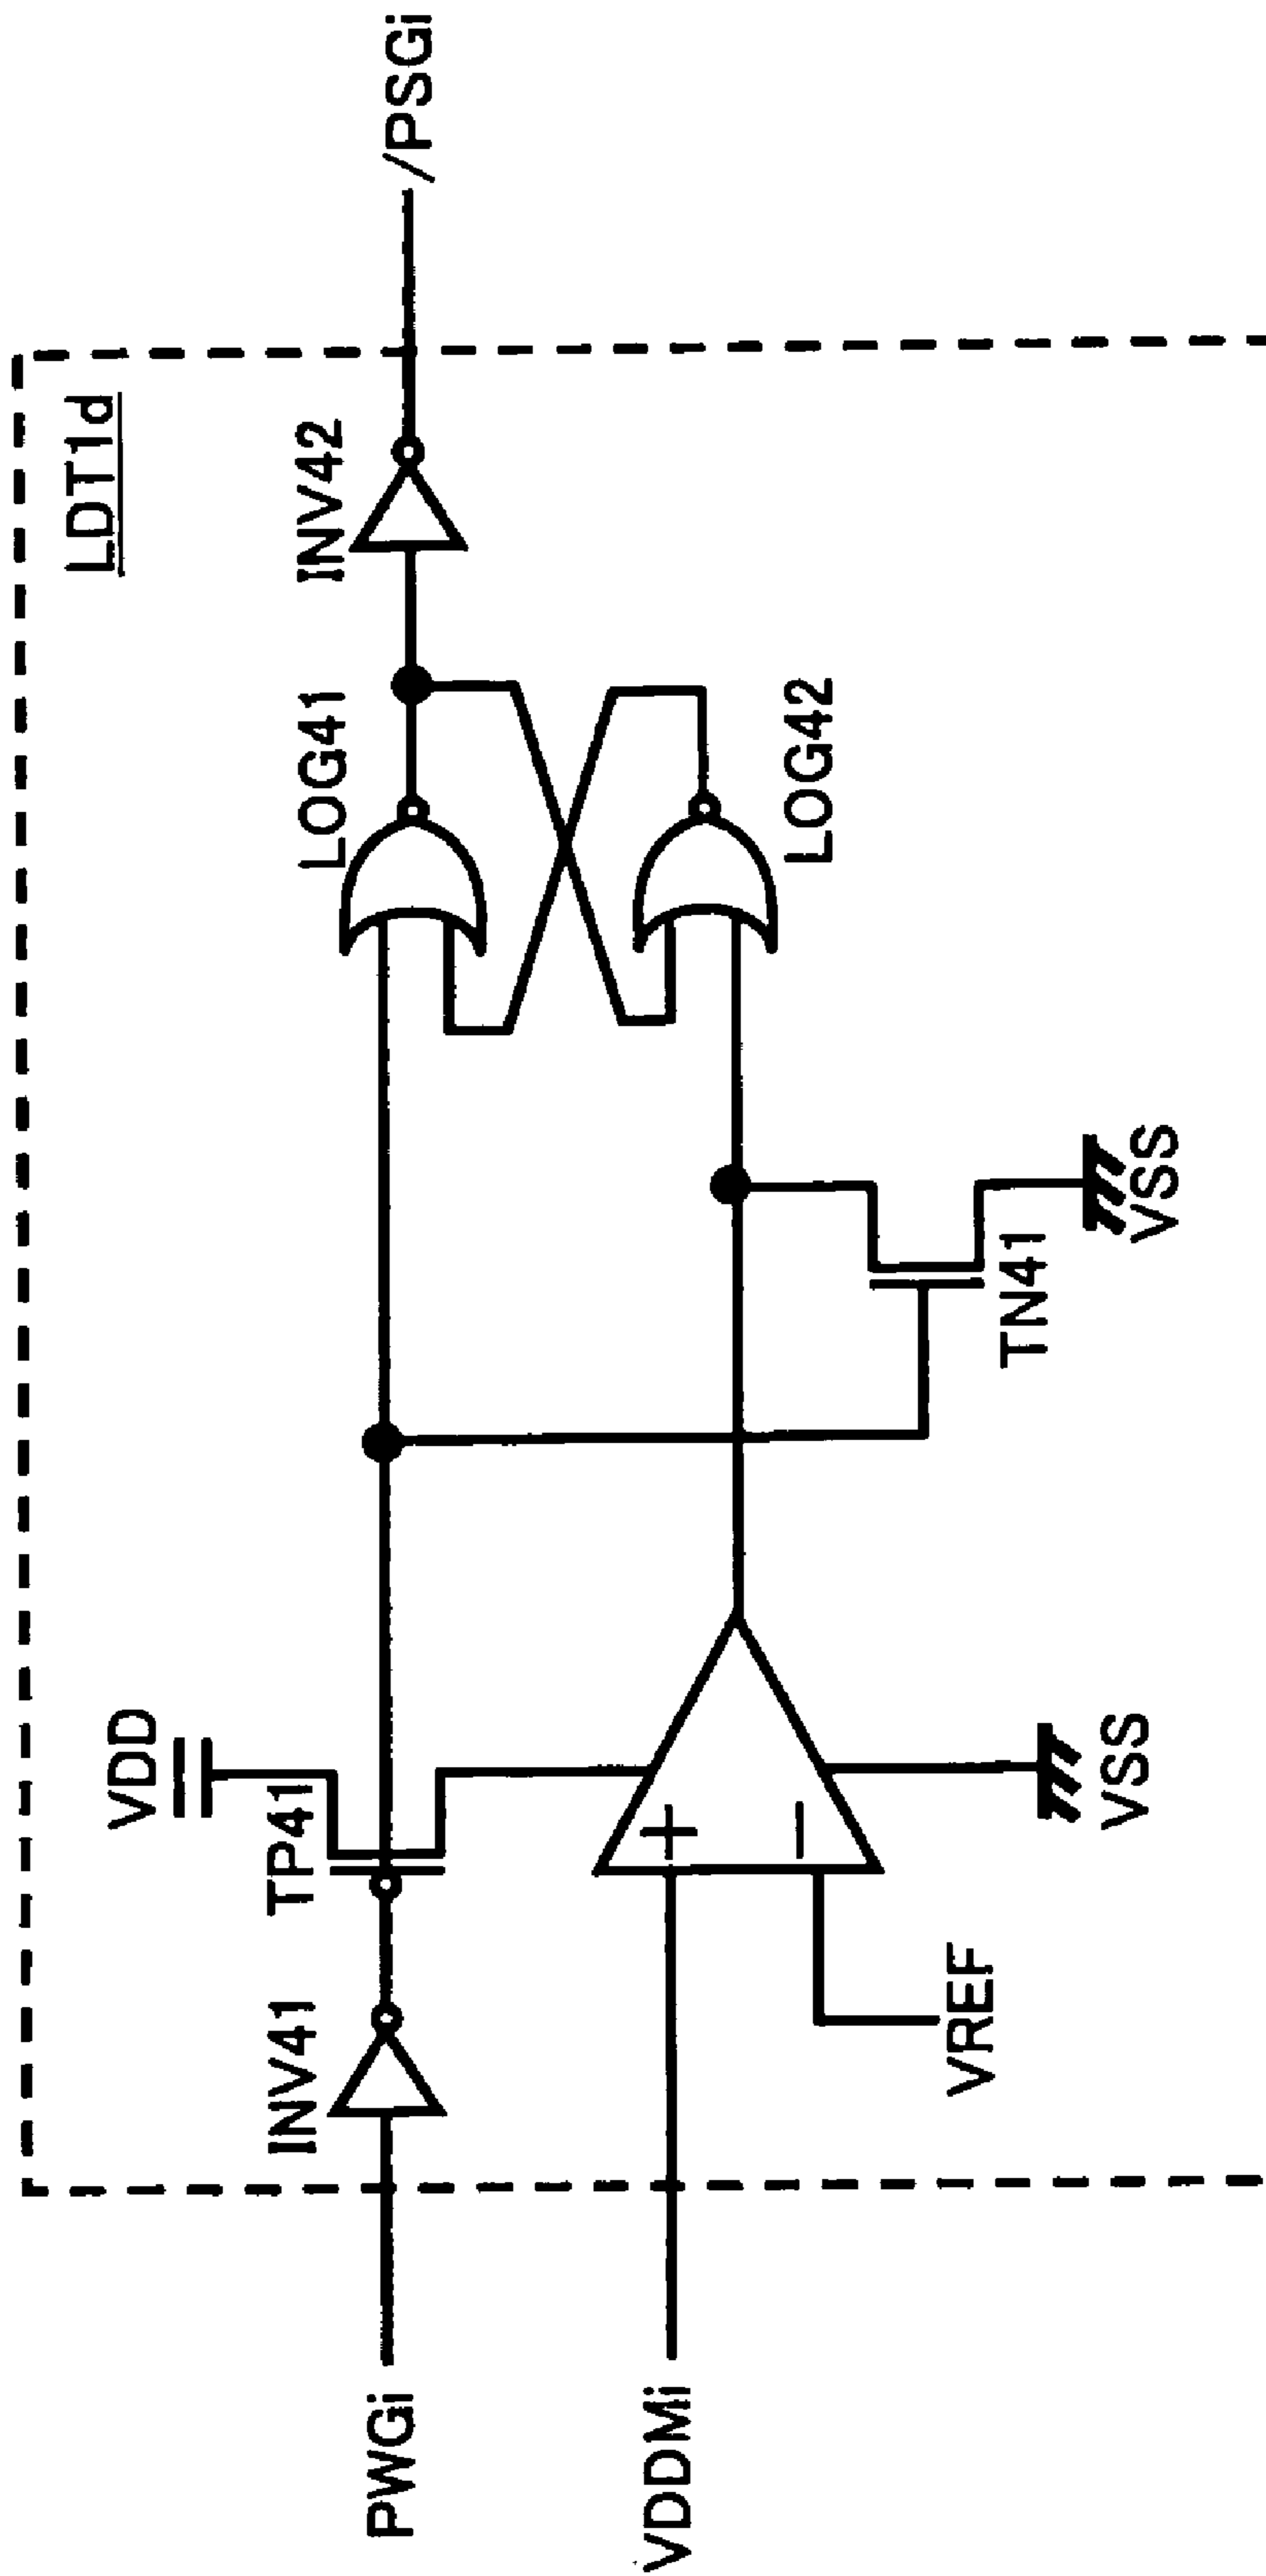 LDT1d
VDD
INV41
TP41
LOG41
INV42
PWGi
/PSGi
VDDMi
+
−
LOG42
VREF
TN41
VSS
VSS